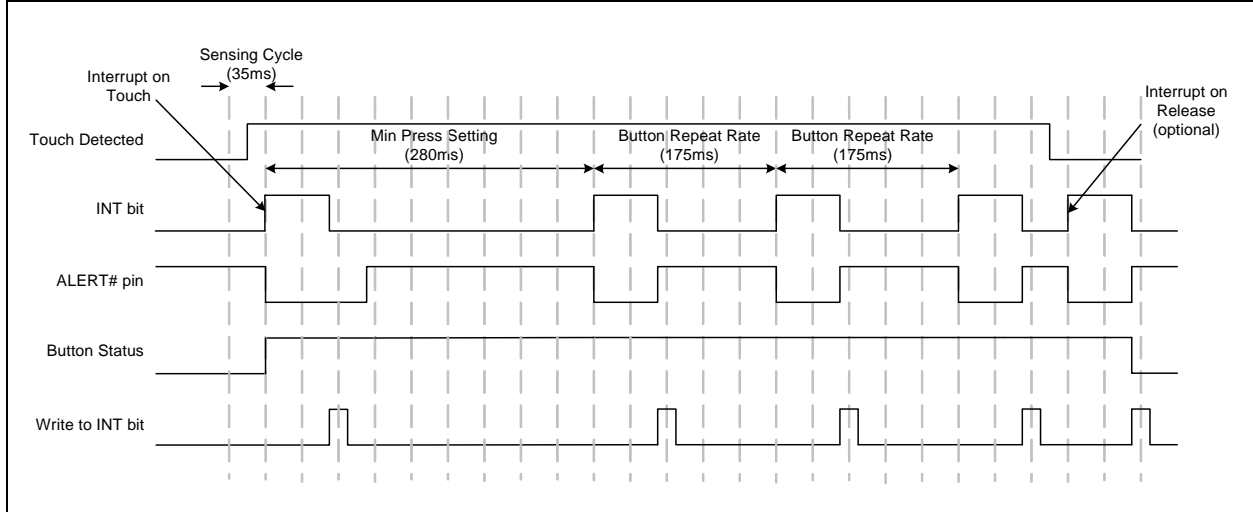 Sensing Cycle
(35ms)
Interrupt on
Touch
Interrupt on
Release
(optional)
Touch Detected
Min Press Setting
(280ms)
Button Repeat Rate
(175ms)
Button Repeat Rate
(175ms)
INT bit
ALERT# pin
Button Status
Write to INT bit